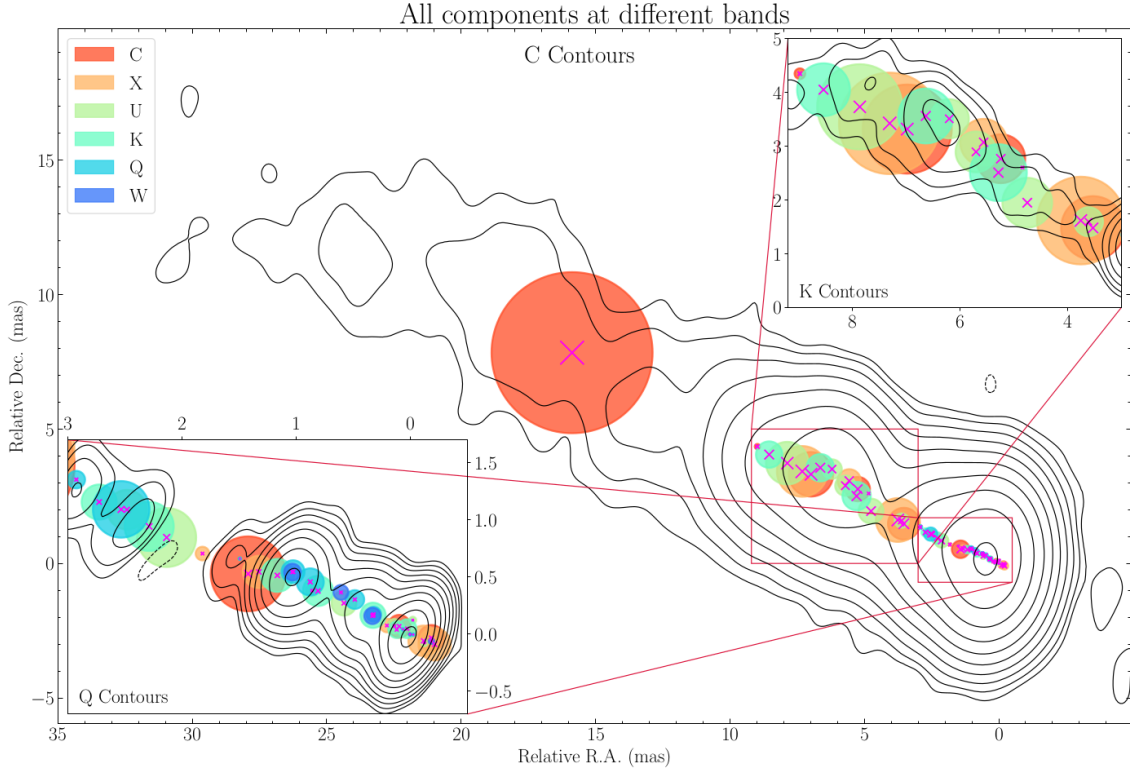 All components at different bands
C Contours
C
X
U
K
Q
W
K Contours
5
4
3
2
1
0
8
6
4
Q Contours
3
2
1
0
1.5
1.0
0.5
0.0
−0.5
Relative Dec. (mas)
15
10
5
0
−5
35
30
25
20
15
10
5
0
Relative R.A. (mas)